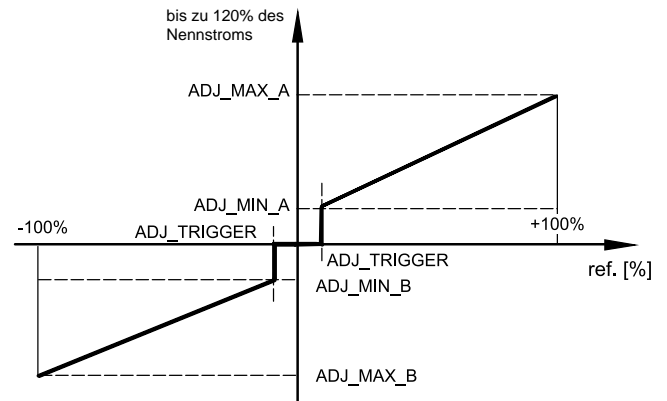 bis zu 120% des
Nennstroms
ADJ_MAX_A
ADJ_MIN_A
-100%
ADJ_TRIGGER
+100%
ADJ_TRIGGER
ref. [%]
ADJ_MIN_B
ADJ_MAX_B